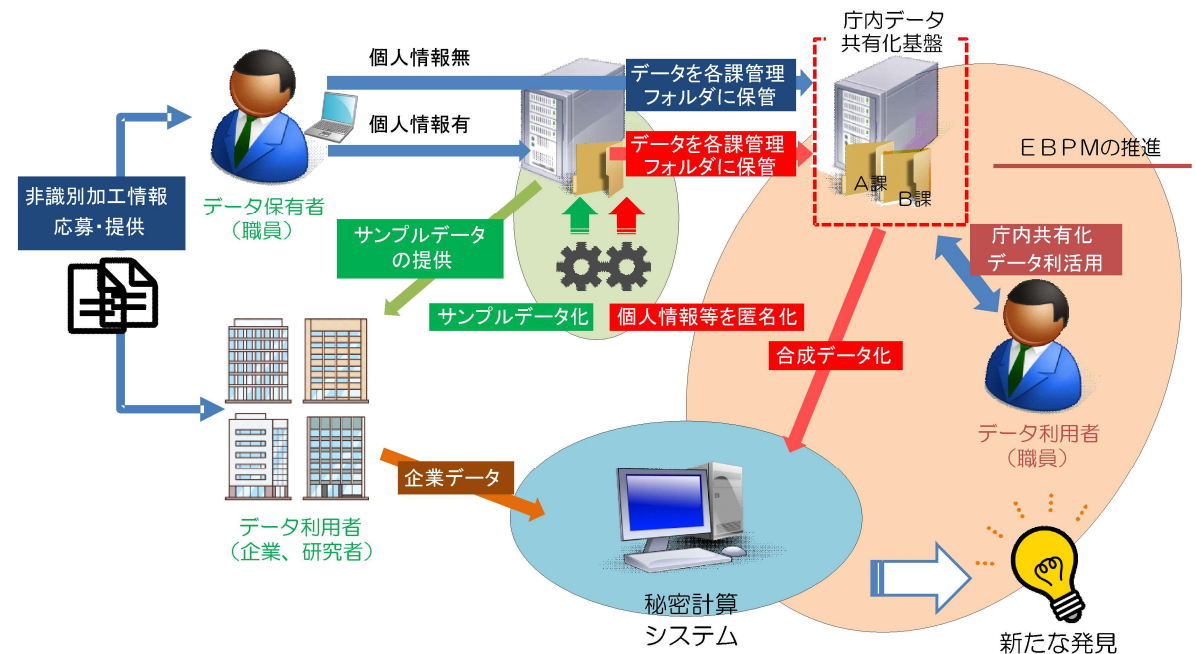 個人情報無
個人情報有
データを各課管理
フォルダに保管
データを各課管理
フォルダに保管
庁内データ
共有化基盤
A課
B課
EBPMの推進
非識別加工情報
応募・提供
データ保有者
(職員)
サンプルデータ
の提供
サンプルデータ化
個人情報等を匿名化
庁内共有化
データ利活用
合成データ化
データ利用者
(職員)
企業データ
データ利用者
(企業、研究者)
秘密計算
システム
新たな発見